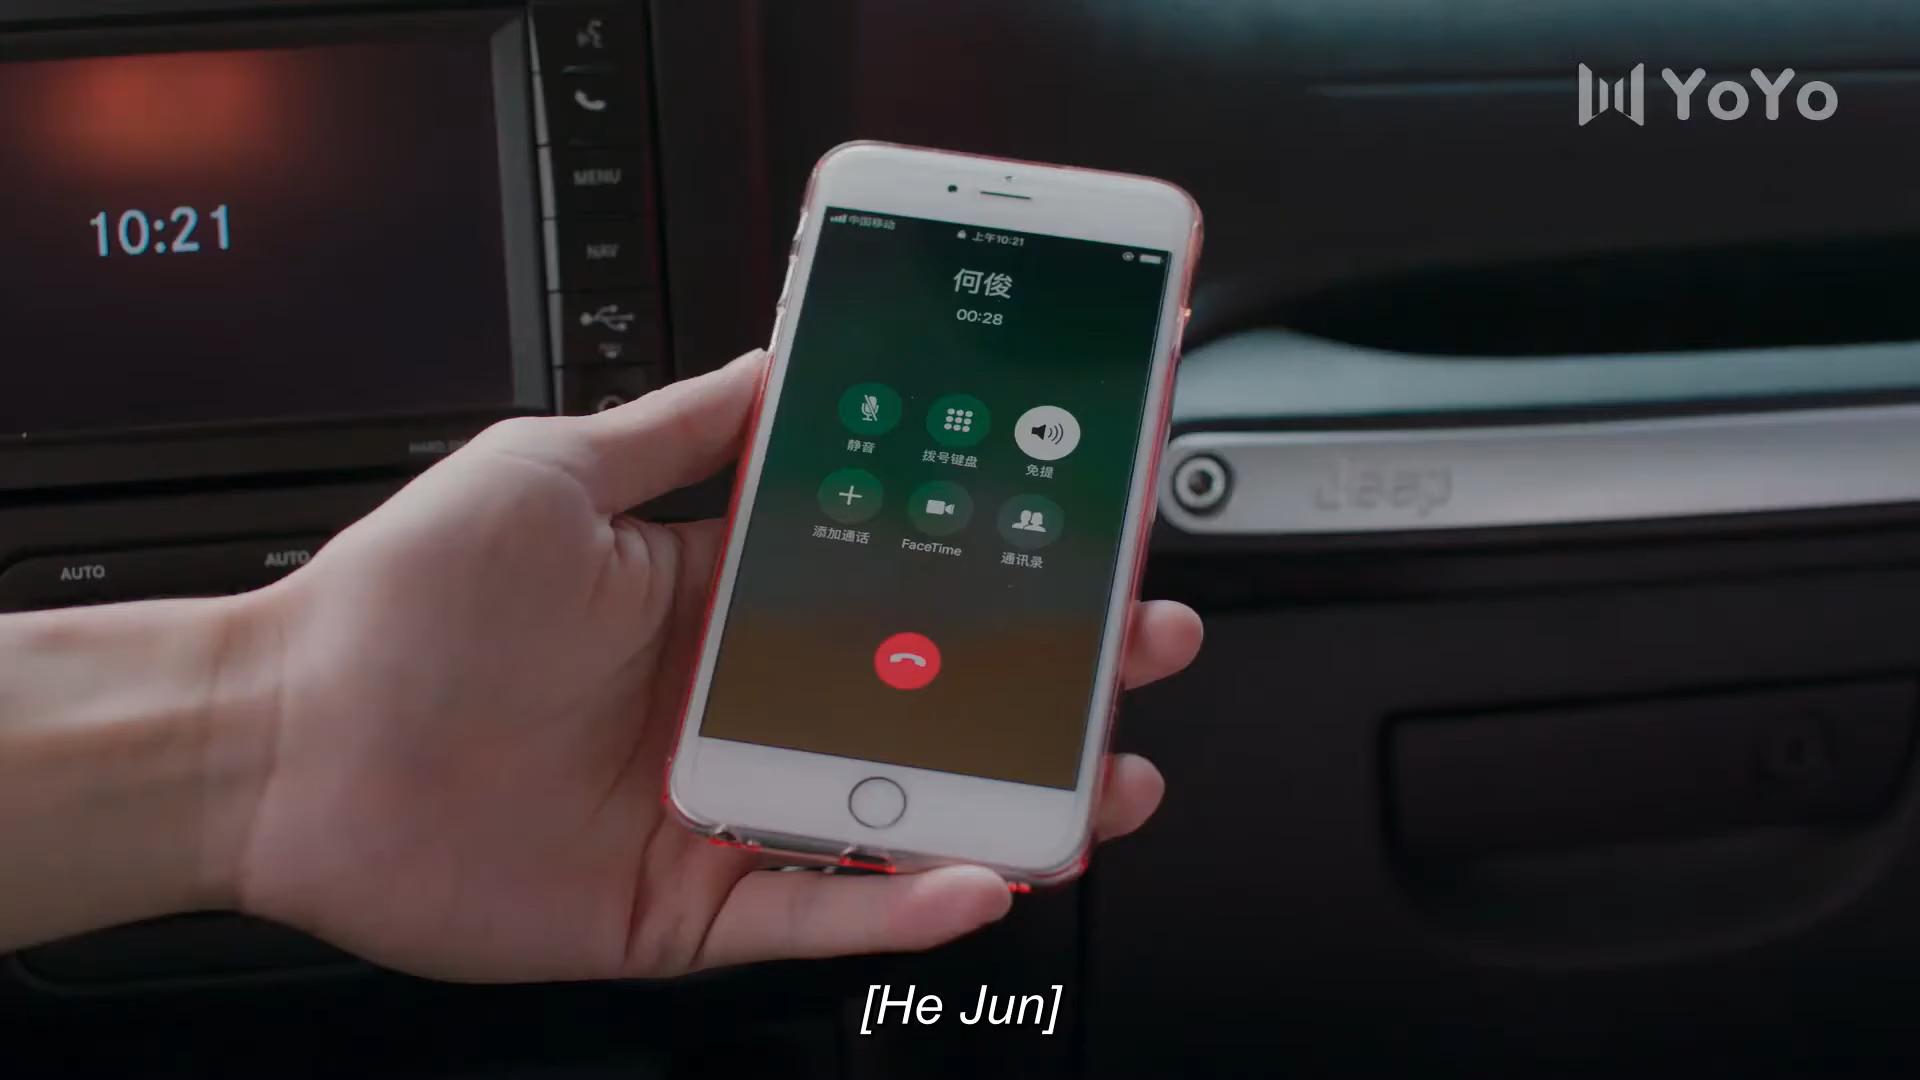 YoYo
10:21
MENU
NAV
AUTO
AUTO
中国移动
上午10:21
何俊
00:28
静音
拨号键盘
免提
添加通话
FaceTime
通讯录
Jeep
[He Jun]